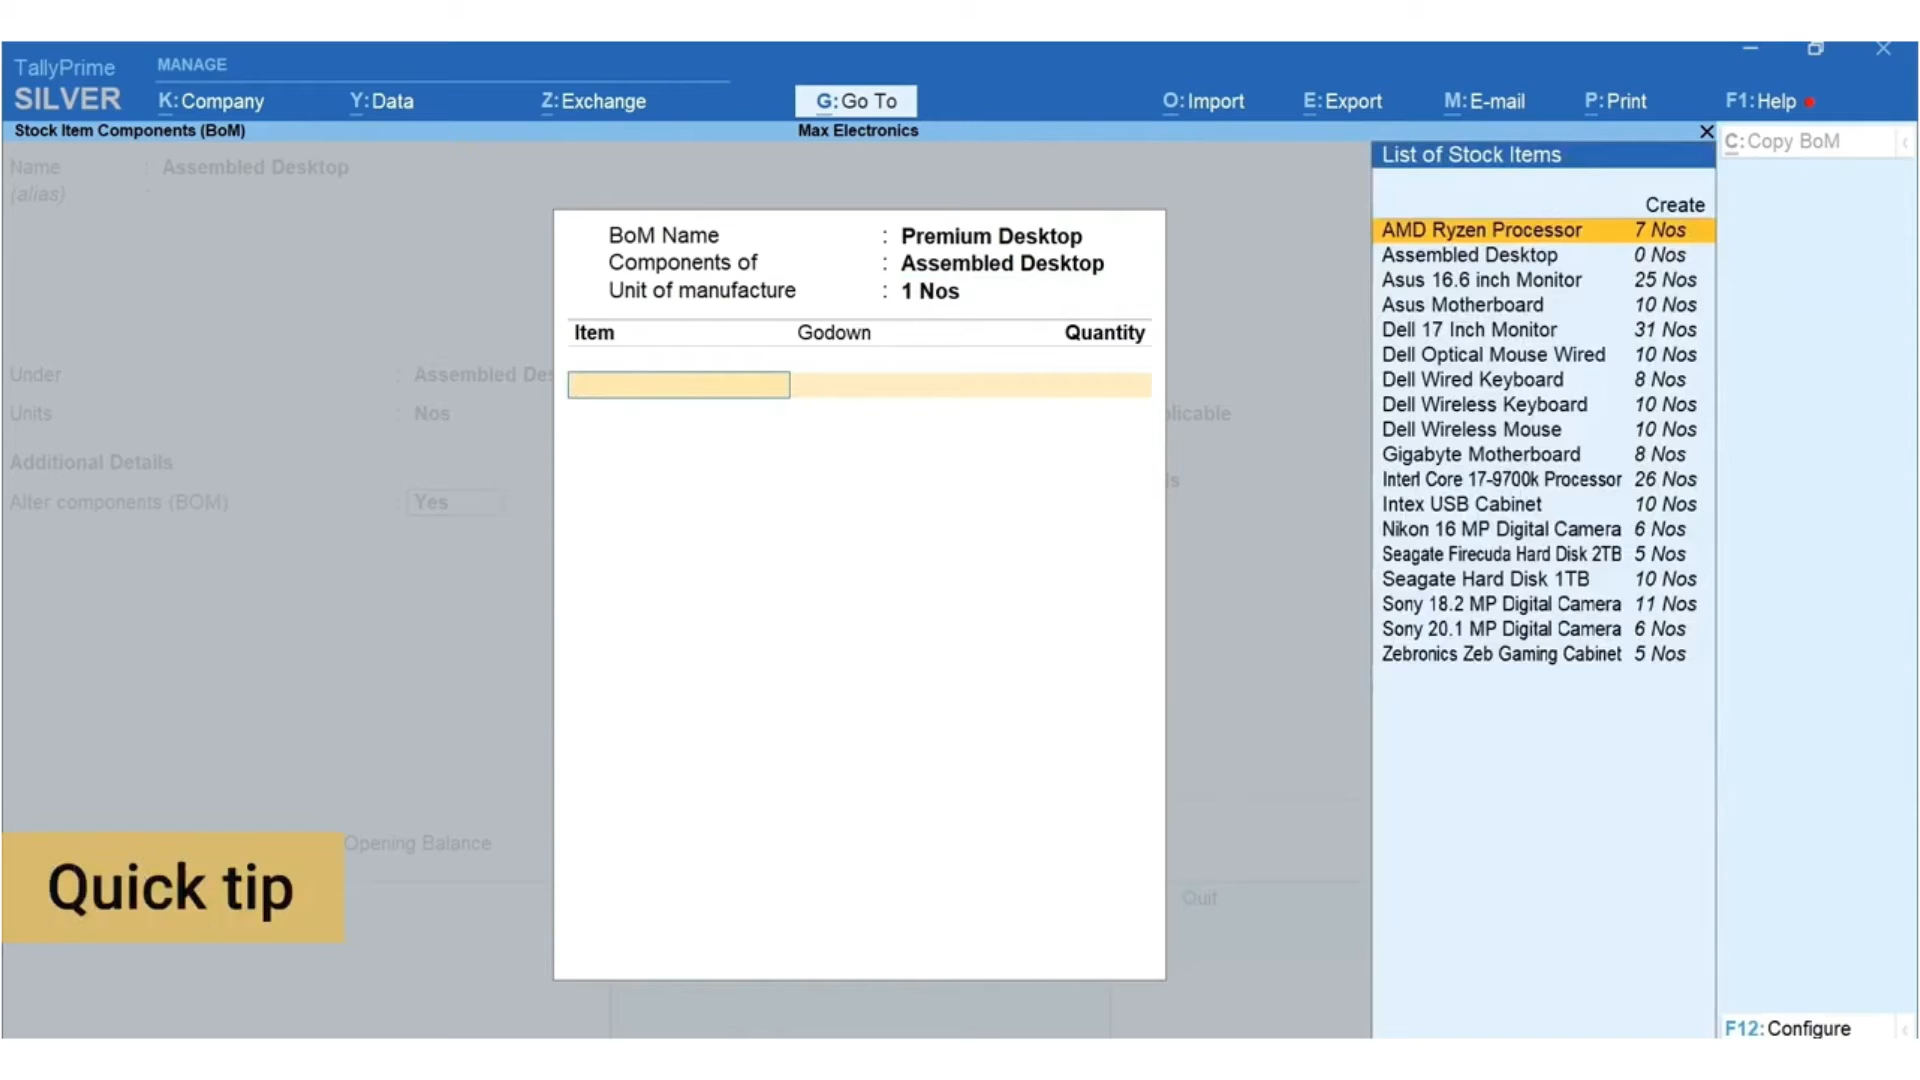 TallyPrime
MANAGE
SILVER
K:Company
Y:Data
Z:Exchange
G:Go To
O:Import
E:Export
M:E-mail
P:Print
F1:Help
Stock Item Components (BoM)
Max Electronics
C:Copy BoM
Name : Assembled Desktop
(alias) :
Under : Assembled Des
Units : Nos
plicable
Additional Details
ls
Alter components (BOM) : Yes
Opening Balance
Quit
BoM Name : Premium Desktop
Components of : Assembled Desktop
Unit of manufacture : 1 Nos
Item Godown Quantity
List of Stock Items
Create
AMD Ryzen Processor 7 Nos
Assembled Desktop 0 Nos
Asus 16.6 inch Monitor 25 Nos
Asus Motherboard 10 Nos
Dell 17 Inch Monitor 31 Nos
Dell Optical Mouse Wired 10 Nos
Dell Wired Keyboard 8 Nos
Dell Wireless Keyboard 10 Nos
Dell Wireless Mouse 10 Nos
Gigabyte Motherboard 8 Nos
Interl Core 17-9700k Processor 26 Nos
Intex USB Cabinet 10 Nos
Nikon 16 MP Digital Camera 6 Nos
Seagate Firecuda Hard Disk 2TB 5 Nos
Seagate Hard Disk 1TB 10 Nos
Sony 18.2 MP Digital Camera 11 Nos
Sony 20.1 MP Digital Camera 6 Nos
Zebronics Zeb Gaming Cabinet 5 Nos
Quick tip
F12:Configure